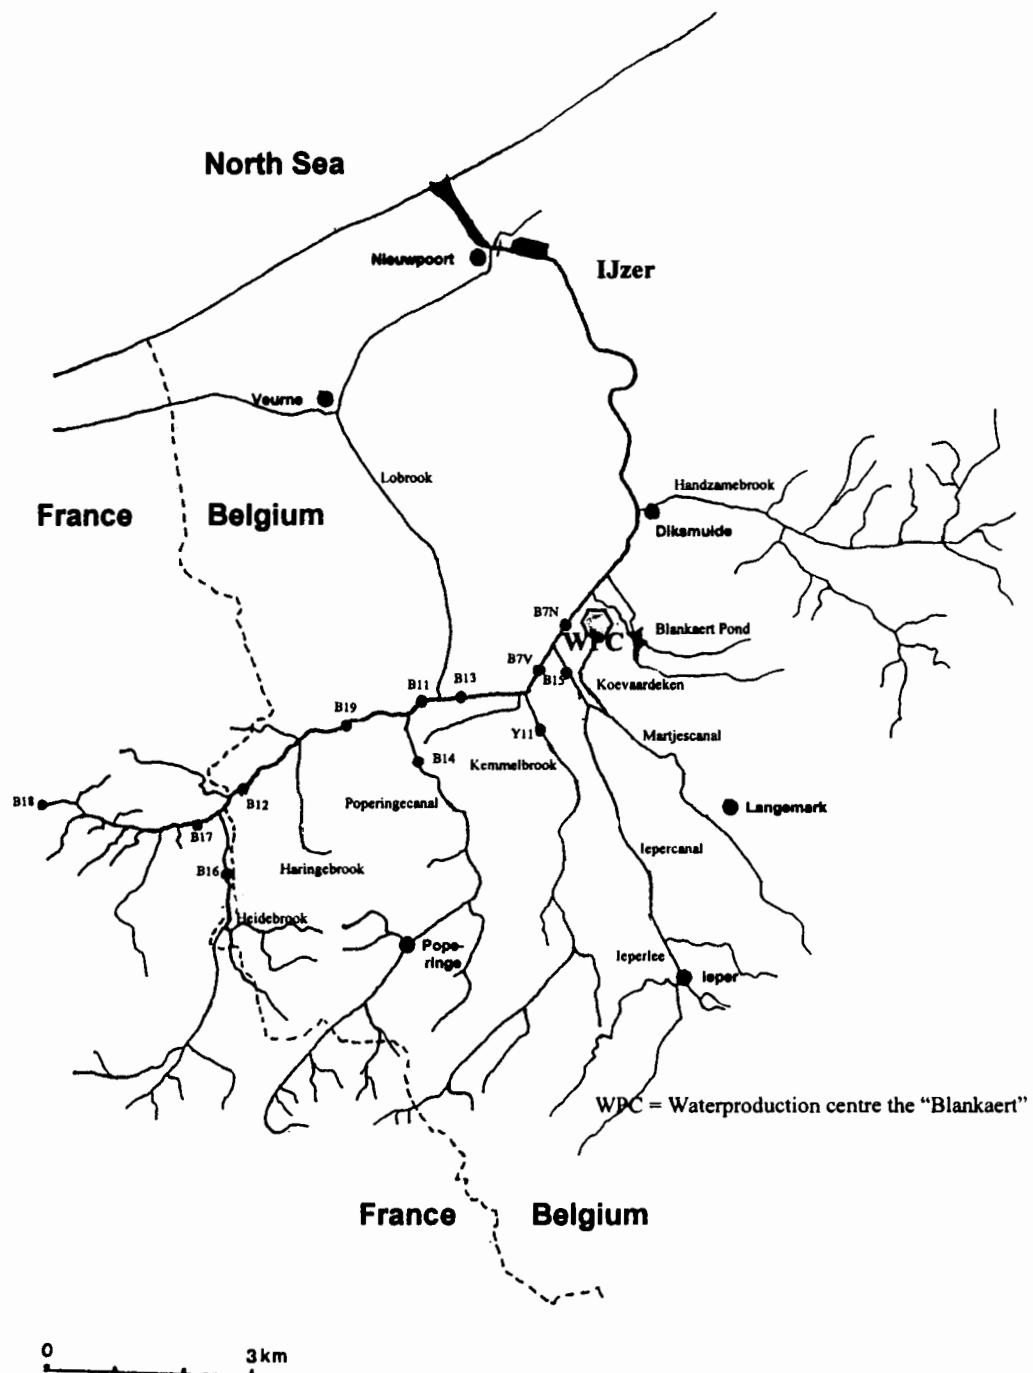 North Sea
Nieuwpoort
IJzer
Veurne
Lobrook
Handzamebrook
France
Belgium
Diksmuide
B7N
WPC
Blankaert Pond
B7V
B15
Koevaardeken
B11
B13
B19
Y11
Martjescanal
B14
Kemmelbrook
B18
B12
Poperingecanal
Langemark
B17
Iepercanal
B16
Haringebrook
Heidebrook
Pope-
ringe
Ieperlee
Ieper
WPC = Waterproduction centre the “Blankaert”
France
Belgium
0
3 km